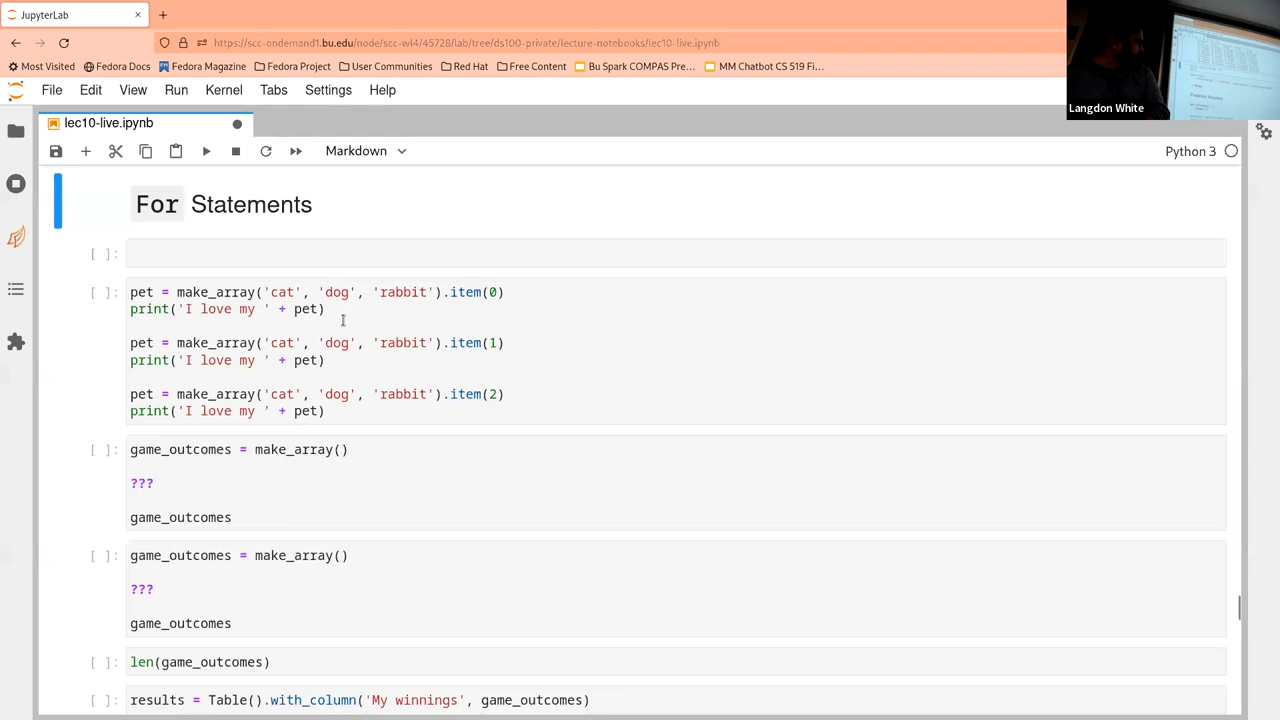 JupyterLab
https://scc-ondemand1.bu.edu/node/scc-wi4/45728/lab/tree/ds100-private/lecture-notebooks/lec10-live.ipynb
Most Visited Fedora Docs Fedora Magazine Fedora Project User Communities Red Hat Free Content Bu Spark COMPAS Pre... MM Chatbot CS 519 Fi...
Langdon White
File Edit View Run Kernel Tabs Settings Help
lec10-live.ipynb
Markdown
Python 3
For Statements
[ ]:
[ ]: pet = make_array('cat', 'dog', 'rabbit').item(0)
print('I love my ' + pet)
pet = make_array('cat', 'dog', 'rabbit').item(1)
print('I love my ' + pet)
pet = make_array('cat', 'dog', 'rabbit').item(2)
print('I love my ' + pet)
[ ]: game_outcomes = make_array()
???
game_outcomes
[ ]: game_outcomes = make_array()
???
game_outcomes
[ ]: len(game_outcomes)
[ ]: results = Table().with_column('My winnings', game_outcomes)